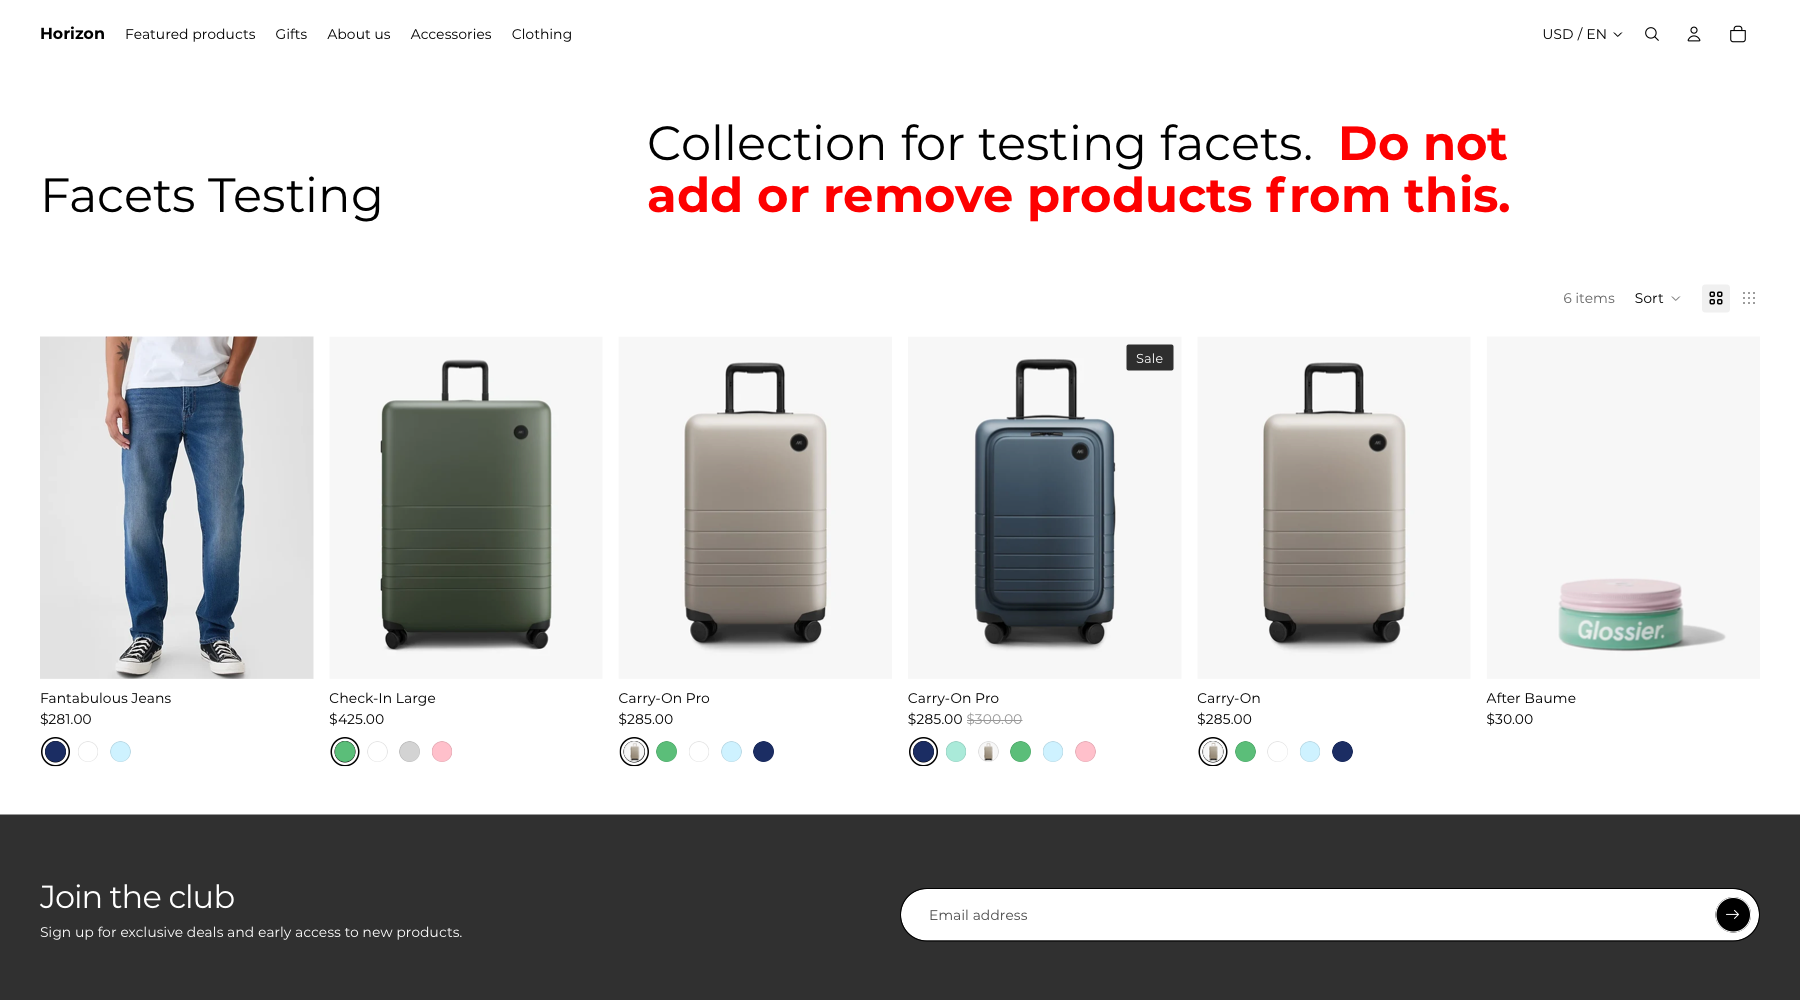 Horizon Featured products Gifts About us Accessories Clothing USD / EN
Facets Testing
Collection for testing facets. Do not
add or remove products from this.
6 items Sort
Sale
Glossier.
Fantabulous Jeans
$281.00
Check-In Large
$425.00
Carry-On Pro
$285.00
Carry-On Pro
$285.00 $300.00
Carry-On
$285.00
After Baume
$30.00
Join the club
Sign up for exclusive deals and early access to new products.
Email address